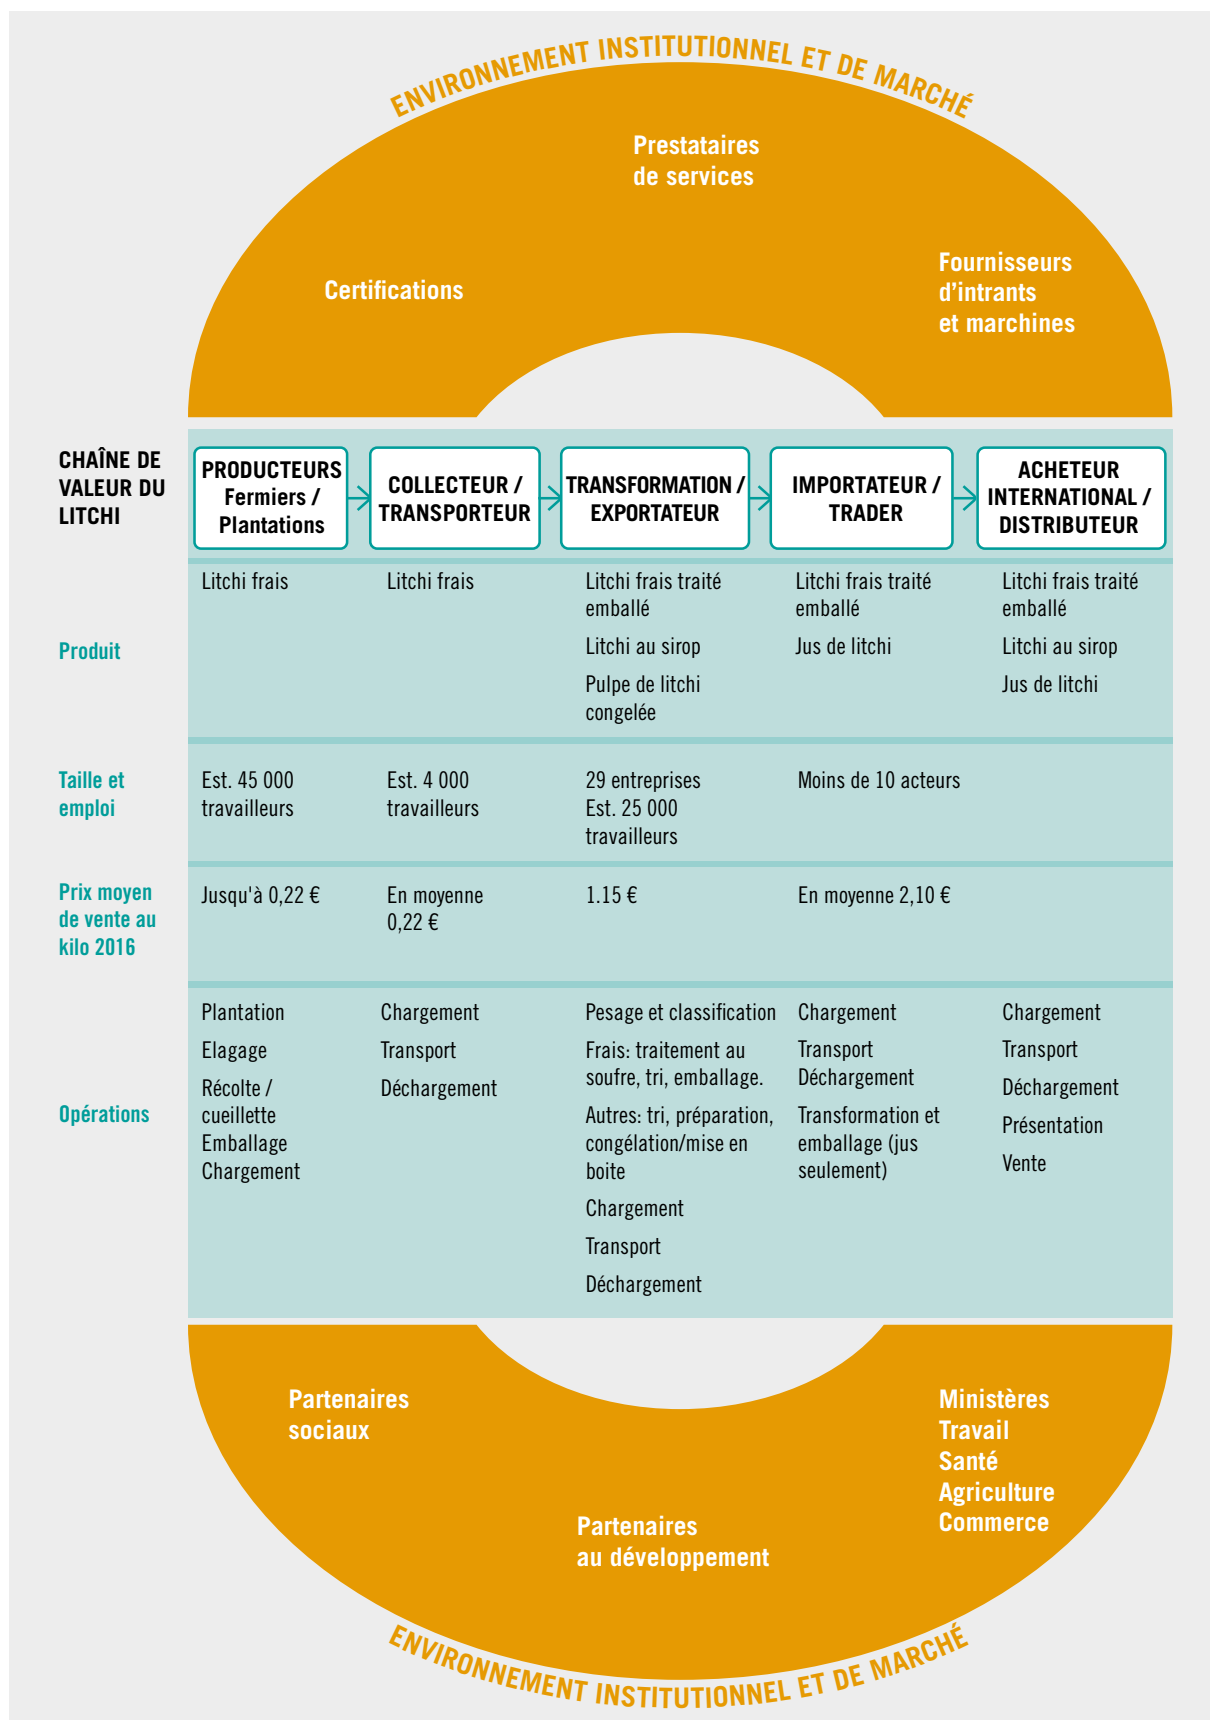 ENVIRONNEMENT INSTITUTIONNEL ET DE MARCHÉ
Prestataires
de services
Certifications
Fournisseurs
d'intrants
et marchines
CHAÎNE DE
VALEUR DU
LITCHI
PRODUCTEURS
Fermiers /
Plantations
COLLECTEUR /
TRANSPORTEUR
TRANSFORMATION /
EXPORTATEUR
IMPORTATEUR /
TRADER
ACHETEUR
INTERNATIONAL /
DISTRIBUTEUR
Produit
Litchi frais
Litchi frais
Litchi frais traité
emballé
Litchi au sirop
Pulpe de litchi
congelée
Litchi frais traité
emballé
Jus de litchi
Litchi frais traité
emballé
Litchi au sirop
Jus de litchi
Taille et
emploi
Est. 45 000
travailleurs
Est. 4 000
travailleurs
29 entreprises
Est. 25 000
travailleurs
Moins de 10 acteurs
Prix moyen
de vente au
kilo 2016
Jusqu'à 0,22 €
En moyenne
0,22 €
1.15 €
En moyenne 2,10 €
Opérations
Plantation
Elagage
Récolte /
cueillette
Emballage
Chargement
Chargement
Transport
Déchargement
Pesage et classification
Frais: traitement au
soufre, tri, emballage.
Autres: tri, préparation,
congélation/mise en
boite
Chargement
Transport
Déchargement
Chargement
Transport
Déchargement
Transformation et
emballage (jus
seulement)
Chargement
Transport
Déchargement
Présentation
Vente
Partenaires
sociaux
Partenaires
au développement
Ministères
Travail
Santé
Agriculture
Commerce
ENVIRONNEMENT INSTITUTIONNEL ET DE MARCHÉ